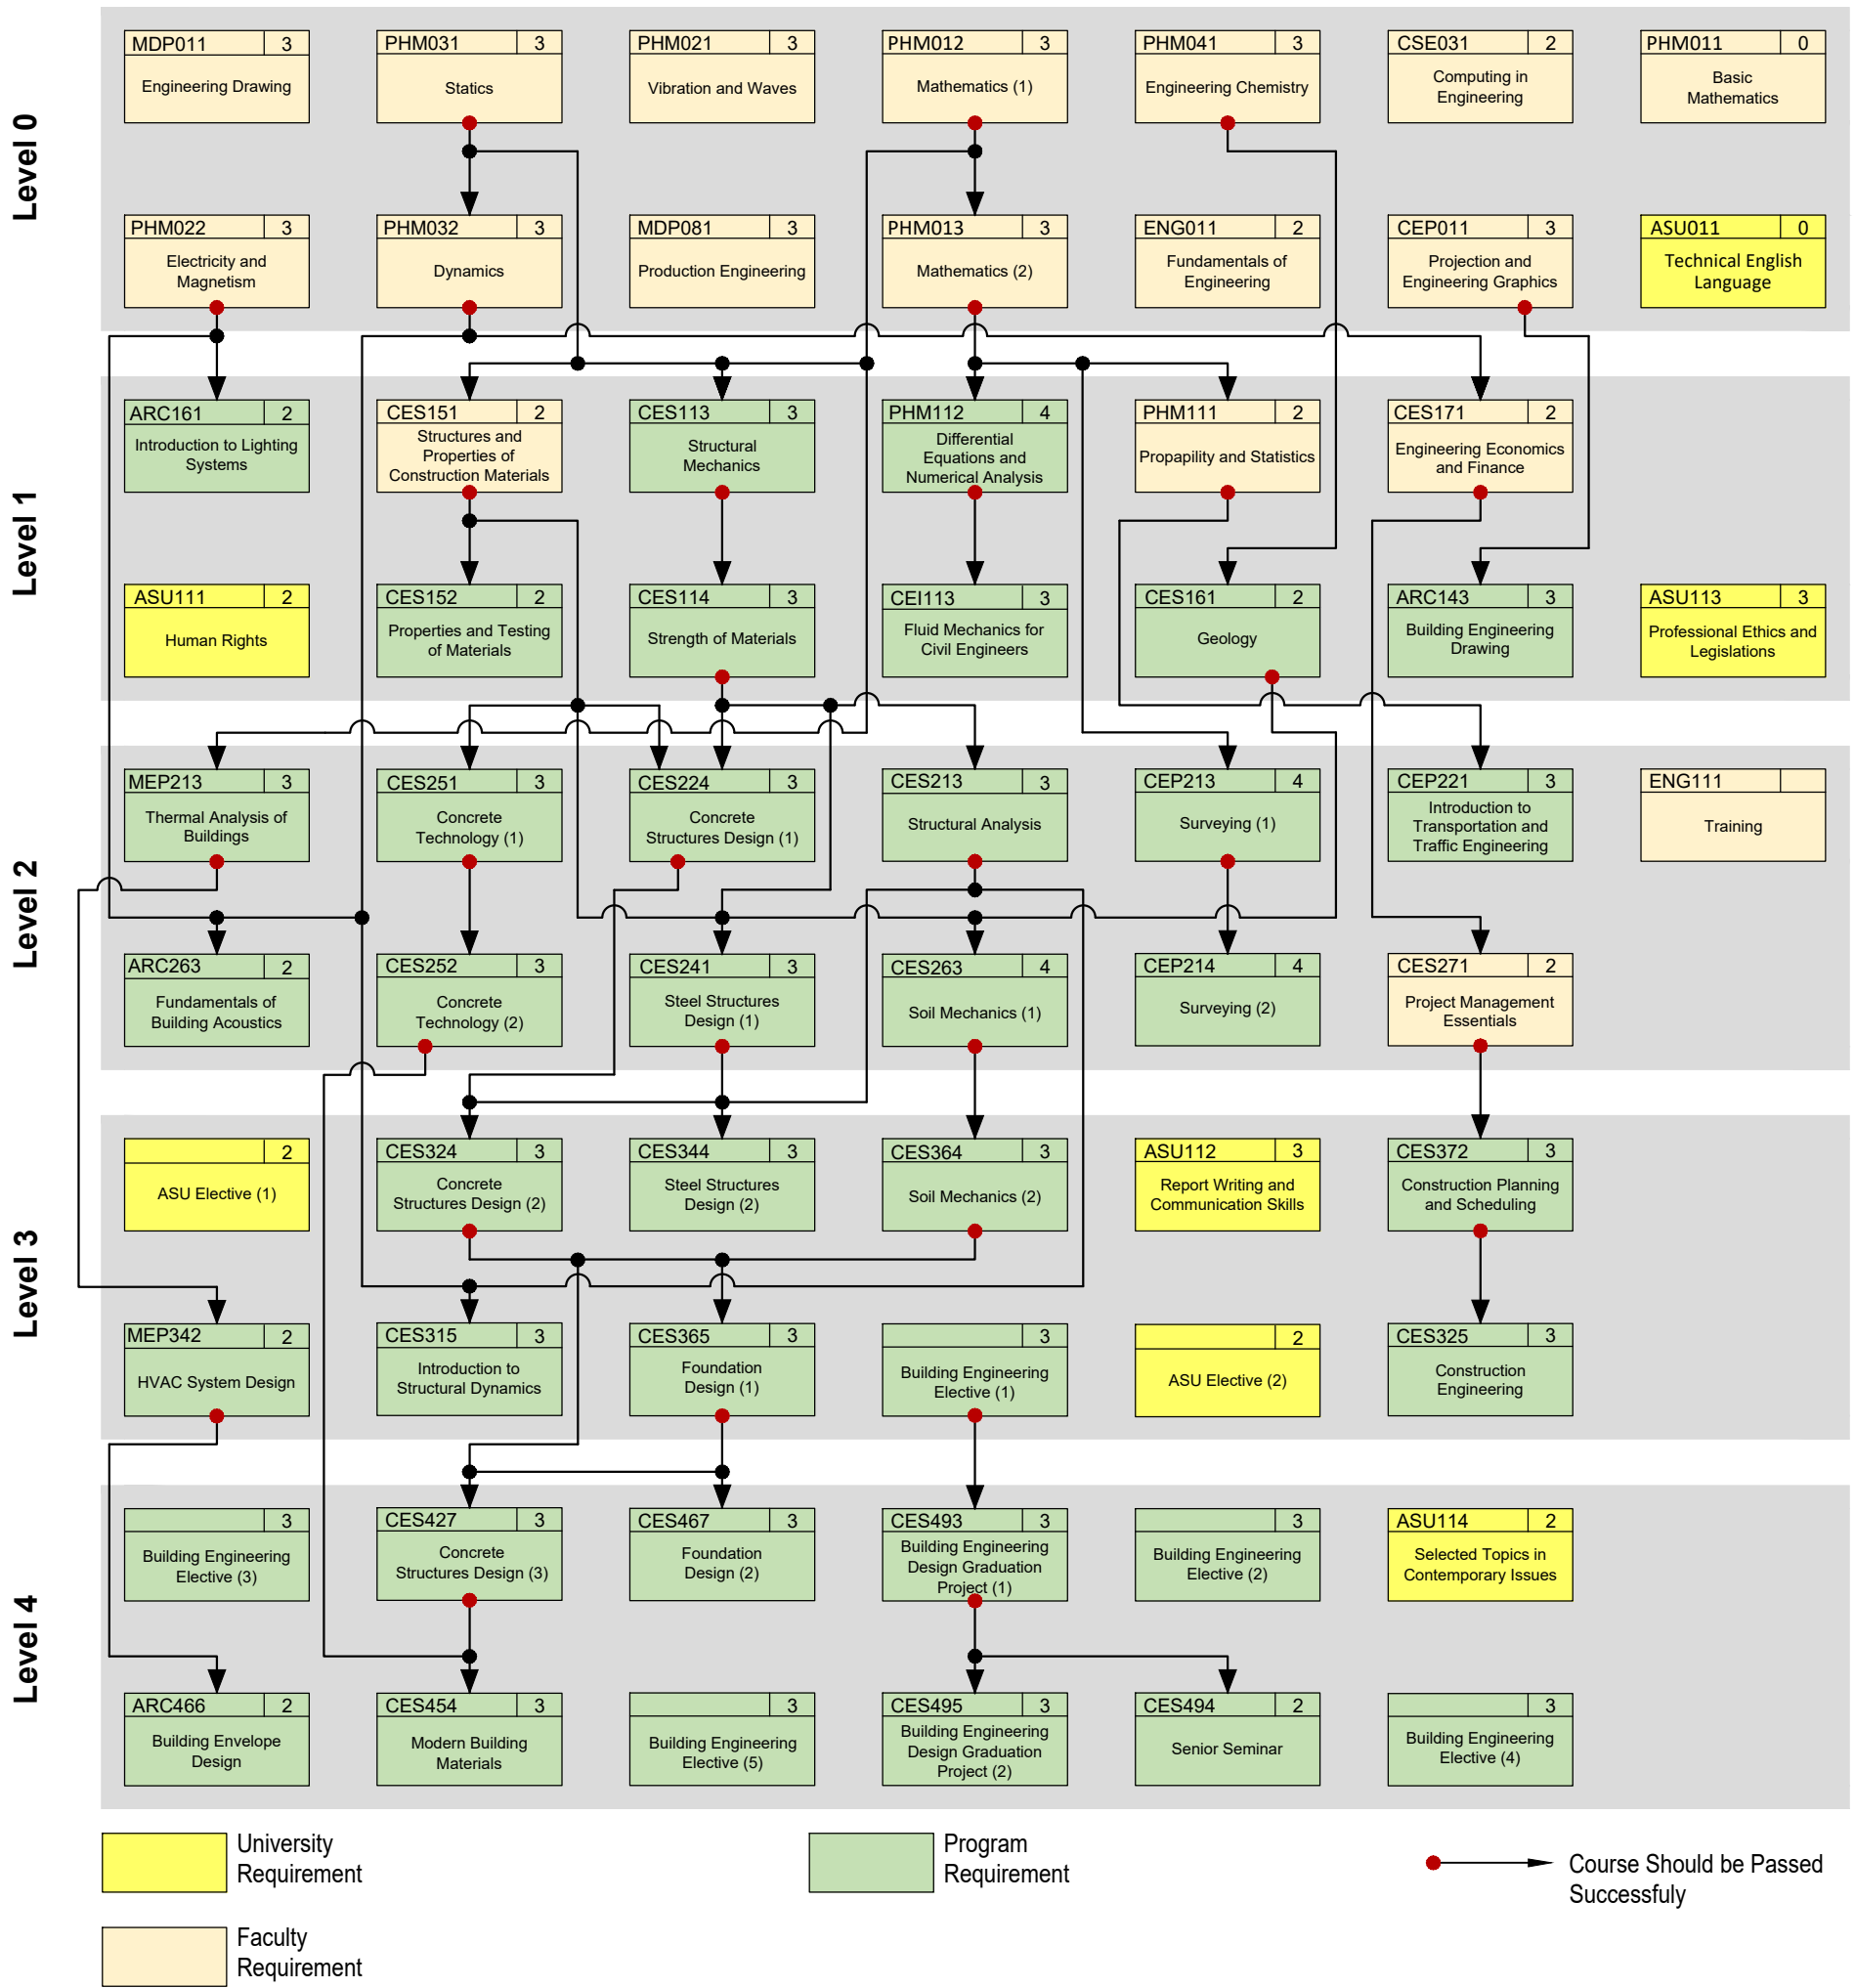 Level 0
MDP011 3
Engineering Drawing
PHM031 3
Statics
PHM021 3
Vibration and Waves
PHM012 3
Mathematics (1)
PHM041 3
Engineering Chemistry
CSE031 2
Computing in
Engineering
PHM011 0
Basic
Mathematics
PHM022 3
Electricity and
Magnetism
PHM032 3
Dynamics
MDP081 3
Production Engineering
PHM013 3
Mathematics (2)
ENG011 2
Fundamentals of
Engineering
CEP011 3
Projection and
Engineering Graphics
ASU011 0
Technical English
Language
Level 1
ARC161 2
Introduction to Lighting
Systems
CES151 2
Structures and
Properties of
Construction Materials
CES113 3
Structural
Mechanics
PHM112 4
Differential
Equations and
Numerical Analysis
PHM111 2
Propapility and Statistics
CES171 2
Engineering Economics
and Finance
ASU111 2
Human Rights
CES152 2
Properties and Testing
of Materials
CES114 3
Strength of Materials
CEI113 3
Fluid Mechanics for
Civil Engineers
CES161 2
Geology
ARC143 3
Building Engineering
Drawing
ASU113 3
Professional Ethics and
Legislations
Level 2
MEP213 3
Thermal Analysis of
Buildings
CES251 3
Concrete
Technology (1)
CES224 3
Concrete
Structures Design (1)
CES213 3
Structural Analysis
CEP213 4
Surveying (1)
CEP221 3
Introduction to
Transportation and
Traffic Engineering
ENG111
Training
ARC263 2
Fundamentals of
Building Acoustics
CES252 3
Concrete
Technology (2)
CES241 3
Steel Structures
Design (1)
CES263 4
Soil Mechanics (1)
CEP214 4
Surveying (2)
CES271 2
Project Management
Essentials
Level 3
2
ASU Elective (1)
CES324 3
Concrete
Structures Design (2)
CES344 3
Steel Structures
Design (2)
CES364 3
Soil Mechanics (2)
ASU112 3
Report Writing and
Communication Skills
CES372 3
Construction Planning
and Scheduling
MEP342 2
HVAC System Design
CES315 3
Introduction to
Structural Dynamics
CES365 3
Foundation
Design (1)
3
Building Engineering
Elective (1)
2
ASU Elective (2)
CES325 3
Construction
Engineering
Level 4
3
Building Engineering
Elective (3)
CES427 3
Concrete
Structures Design (3)
CES467 3
Foundation
Design (2)
CES493 3
Building Engineering
Design Graduation
Project (1)
3
Building Engineering
Elective (2)
ASU114 2
Selected Topics in
Contemporary Issues
ARC466 2
Building Envelope
Design
CES454 3
Modern Building
Materials
3
Building Engineering
Elective (5)
CES495 3
Building Engineering
Design Graduation
Project (2)
CES494 2
Senior Seminar
3
Building Engineering
Elective (4)
University
Requirement
Program
Requirement
Course Should be Passed
Successfuly
Faculty
Requirement